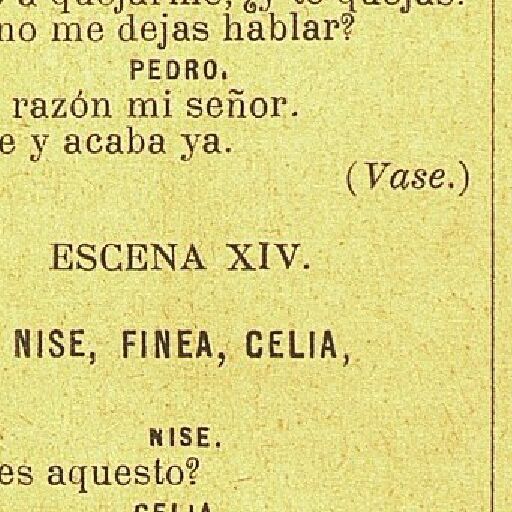 a quejarme, ¿y te quejas?
no me dejas hablar?
PEDRO.
razón mi señor.
e y acaba ya.
(Vase.)
ESCENA XIV.
NISE, FINEA, CELIA,
NISE.
es aquesto?
CELIA